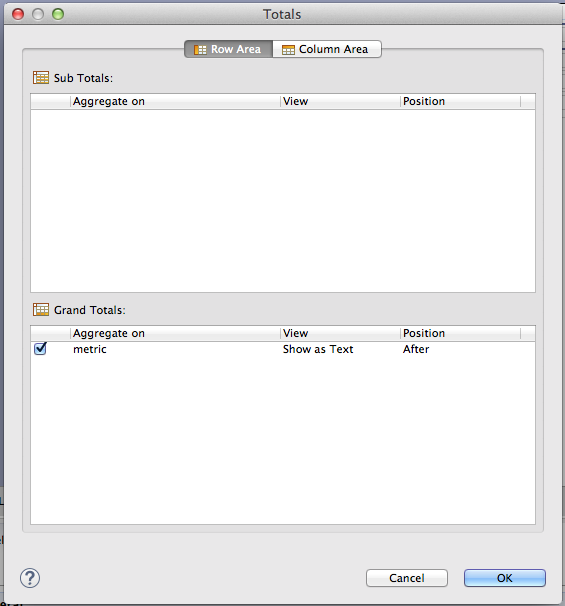 Totals
Row Area Column Area
Sub Totals:
Aggregate on View Position
Grand Totals:
Aggregate on View Position
metric Show as Text After
? Cancel OK